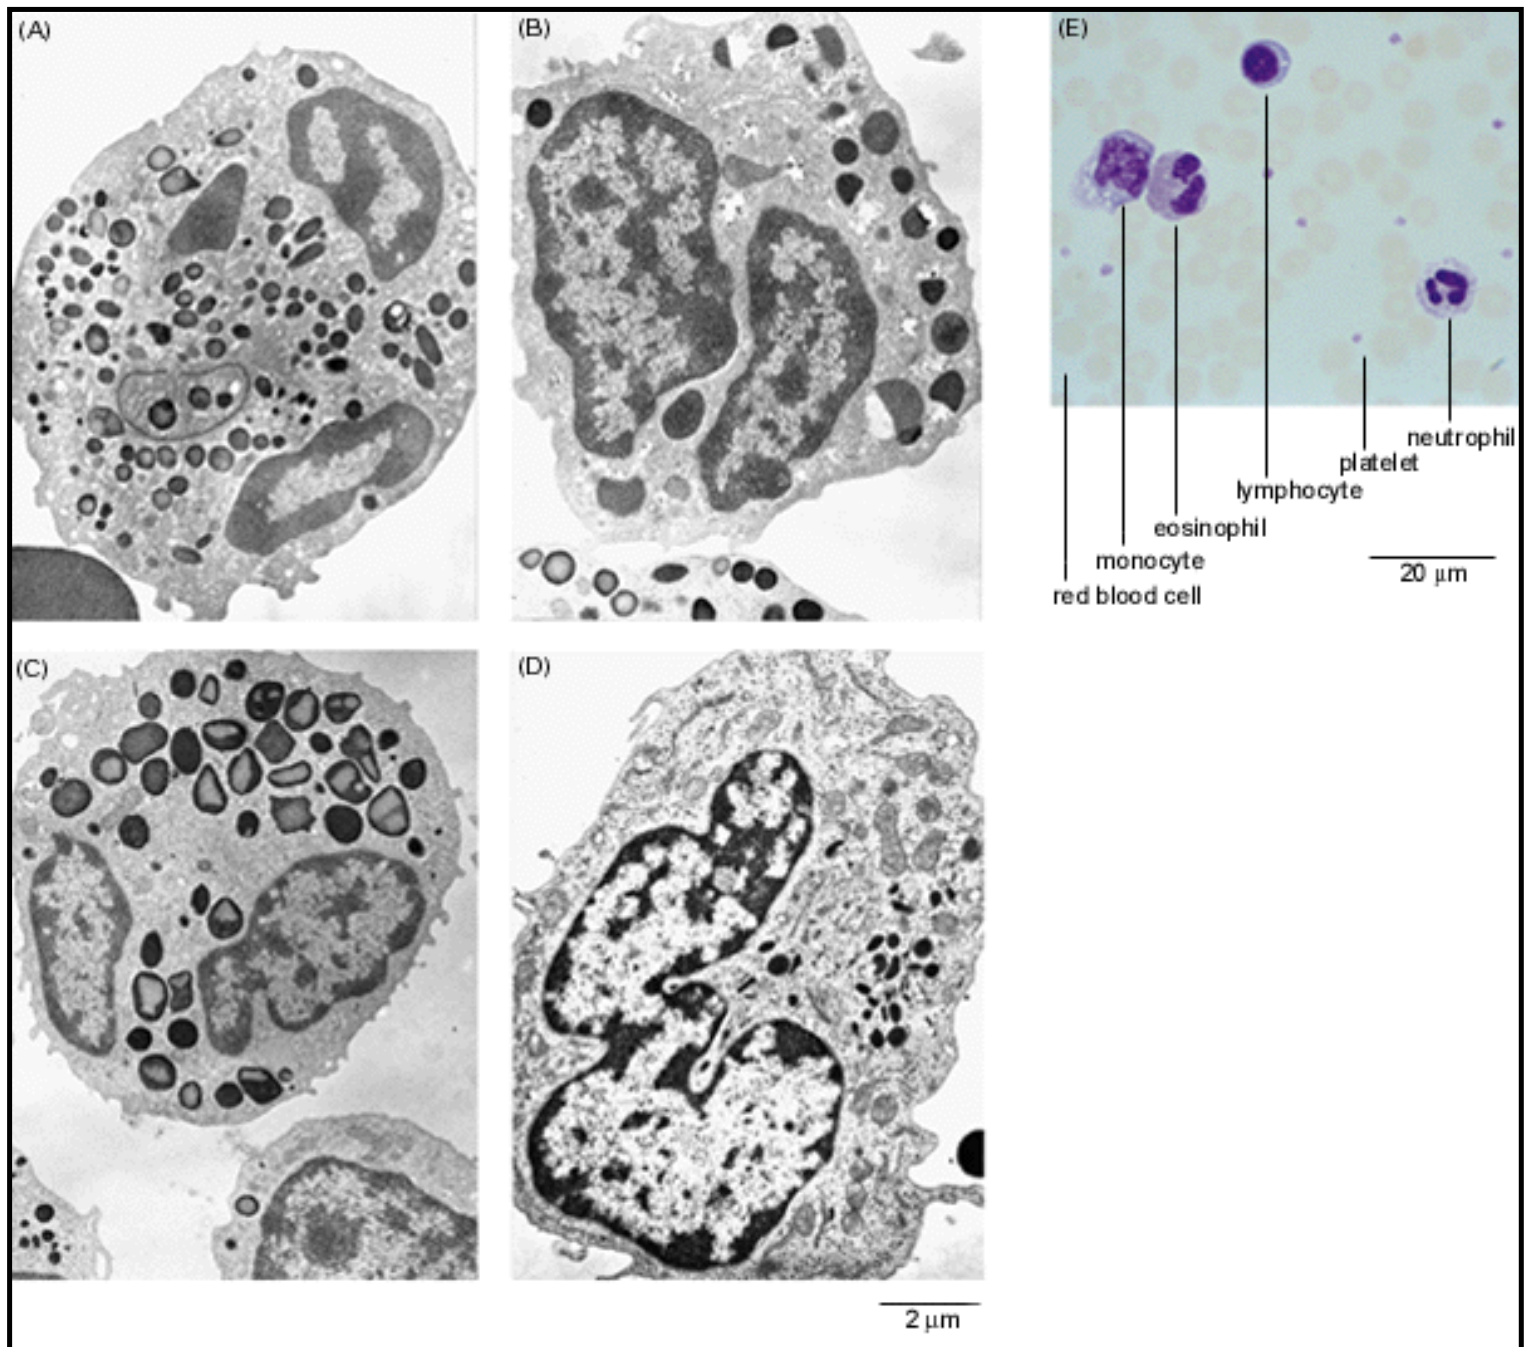 (A)
(B)
(E)
neutrophil
platelet
lymphocyte
eosinophil
monocyte
20 µm
red blood cell
(C)
(D)
2 µm